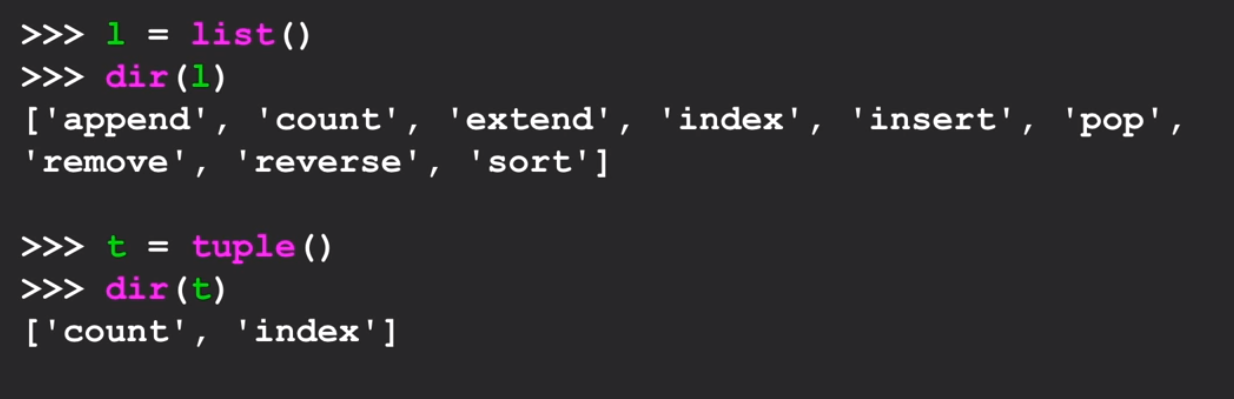 >>> l = list()
>>> dir(l)
['append', 'count', 'extend', 'index', 'insert', 'pop',
'remove', 'reverse', 'sort']
>>> t = tuple()
>>> dir(t)
['count', 'index']